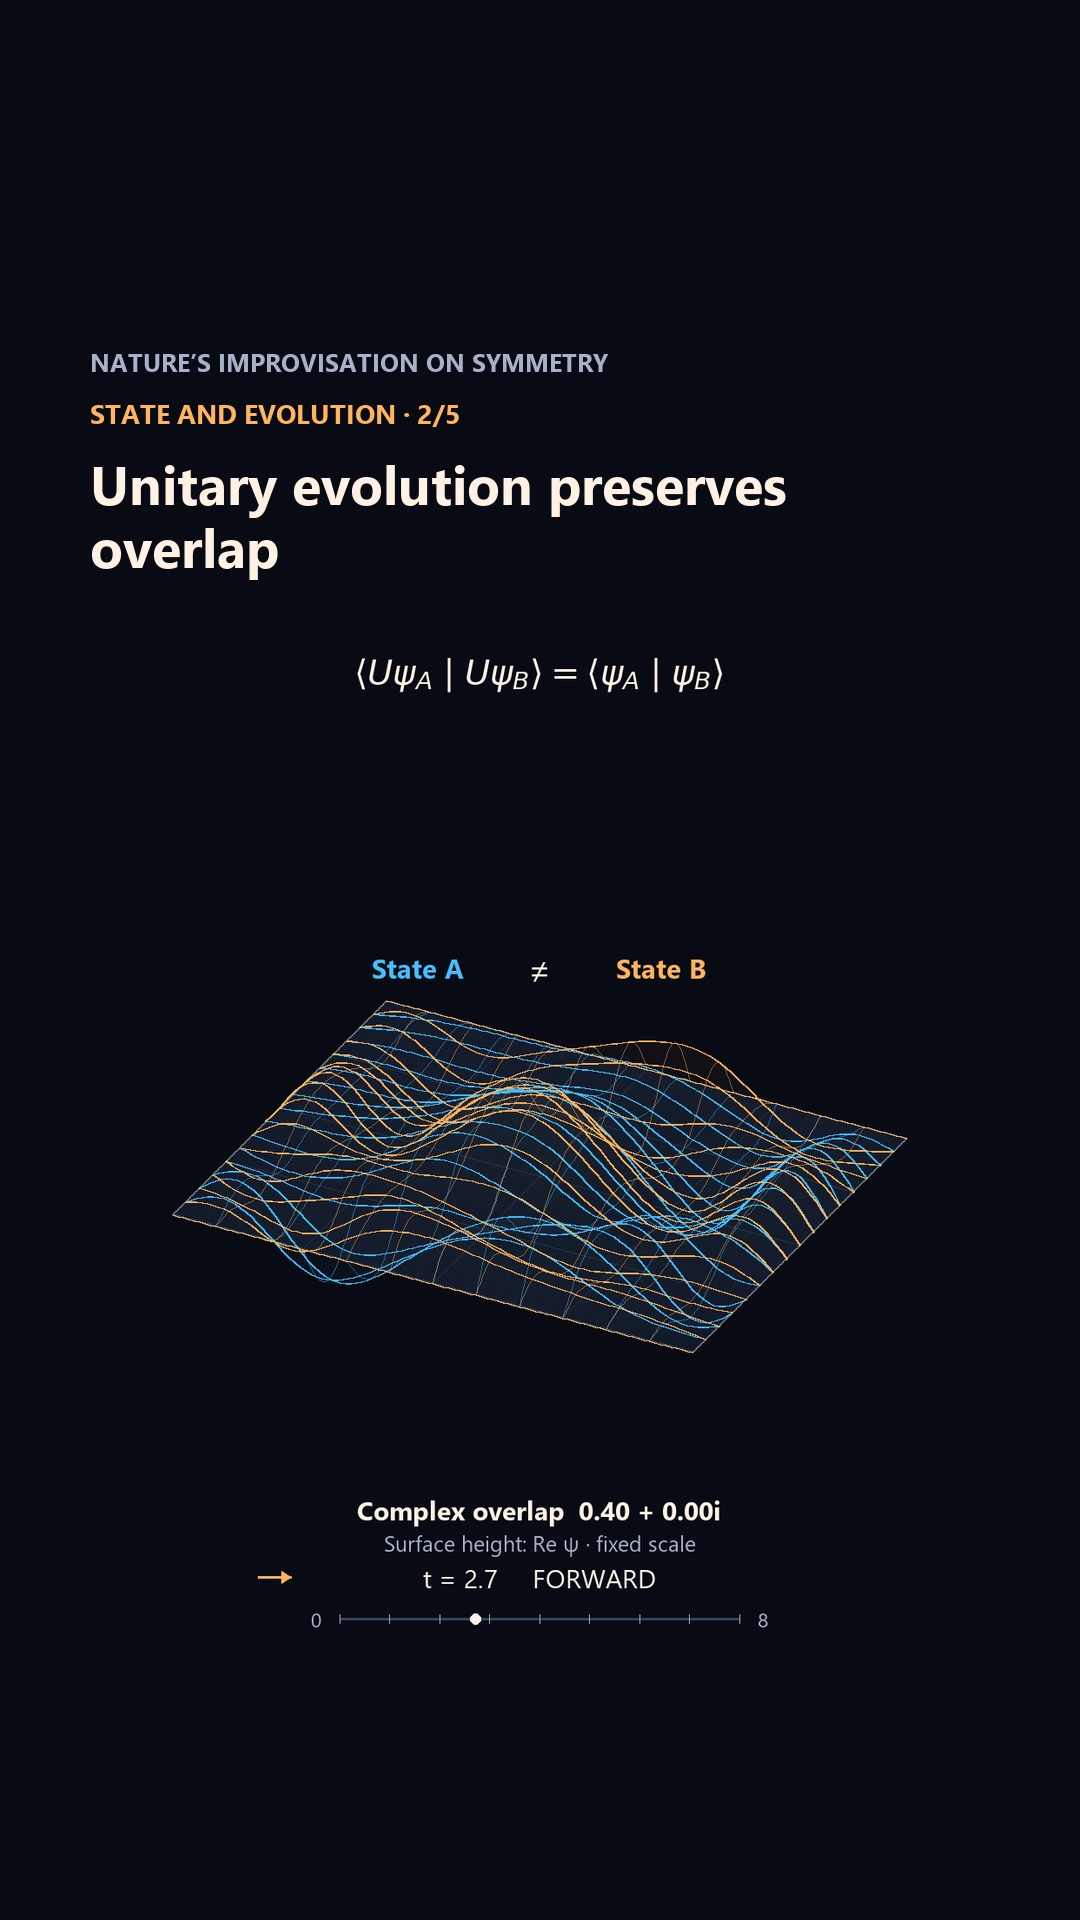 NATURE′S IMPROVISATION ON SYMMETRY
STATE AND EVOLUTION · 2/5
Unitary evolution preserves
overlap
⟨Uψ_A | Uψ_B⟩ = ⟨ψ_A | ψ_B⟩
State A ≠ State B
Complex overlap 0.40 + 0.00i
Surface height: Re ψ · fixed scale
t = 2.7 FORWARD
0 8